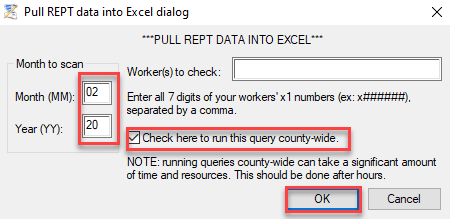 Pull REPT data into Excel dialog
***PULL REPT DATA INTO EXCEL***
Month to scan
Month (MM): 02
Year (YY): 20
Worker(s) to check:
Enter all 7 digits of your workers' x1 numbers (ex: x######),
separated by a comma.
Check here to run this query county-wide.
NOTE: running queries county-wide can take a significant amount
of time and resources. This should be done after hours.
OK
Cancel